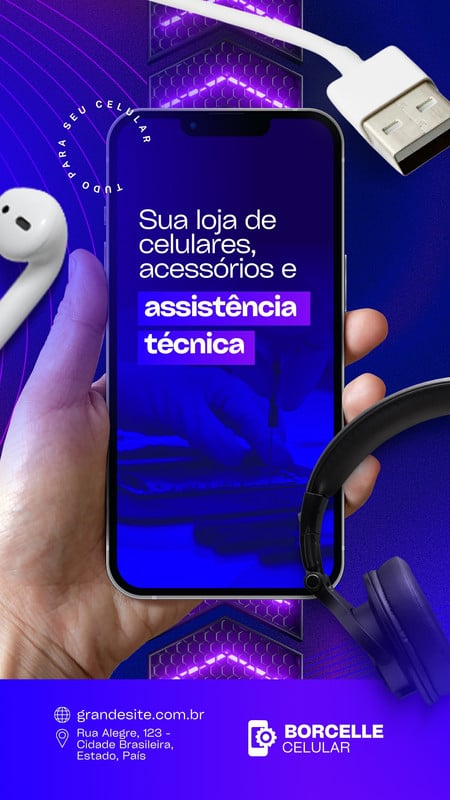 TUDO PARA SEU CELULAR
Sua loja de
celulares,
acessórios e
assistência
técnica
grandesite.com.br
Rua Alegre, 123 -
Cidade Brasileira,
Estado, País
BORCELLE
CELULAR